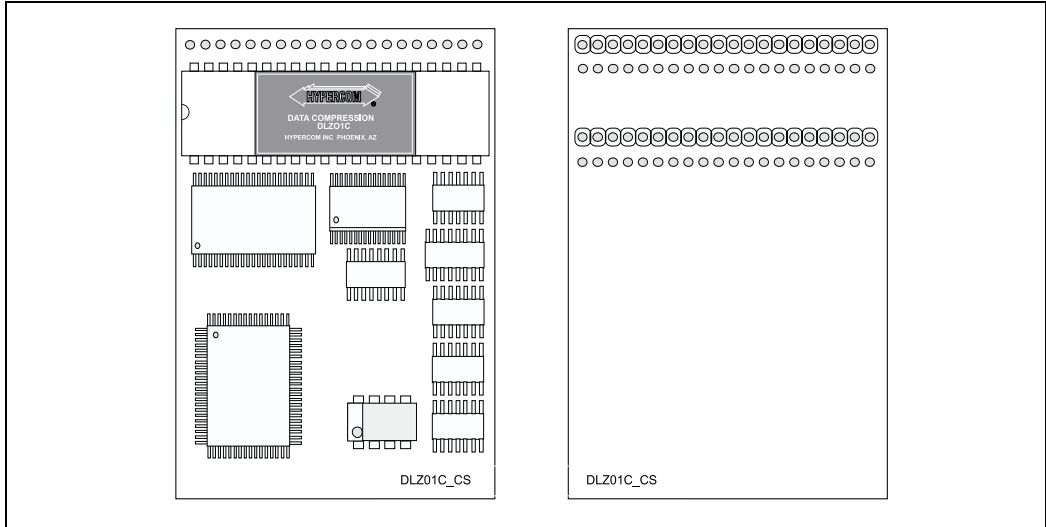 HYPERCOM
DATA COMPRESSION
DLZ01C
HYPERCOM INC PHOENIX, AZ
DLZ01C_CS
DLZ01C_CS